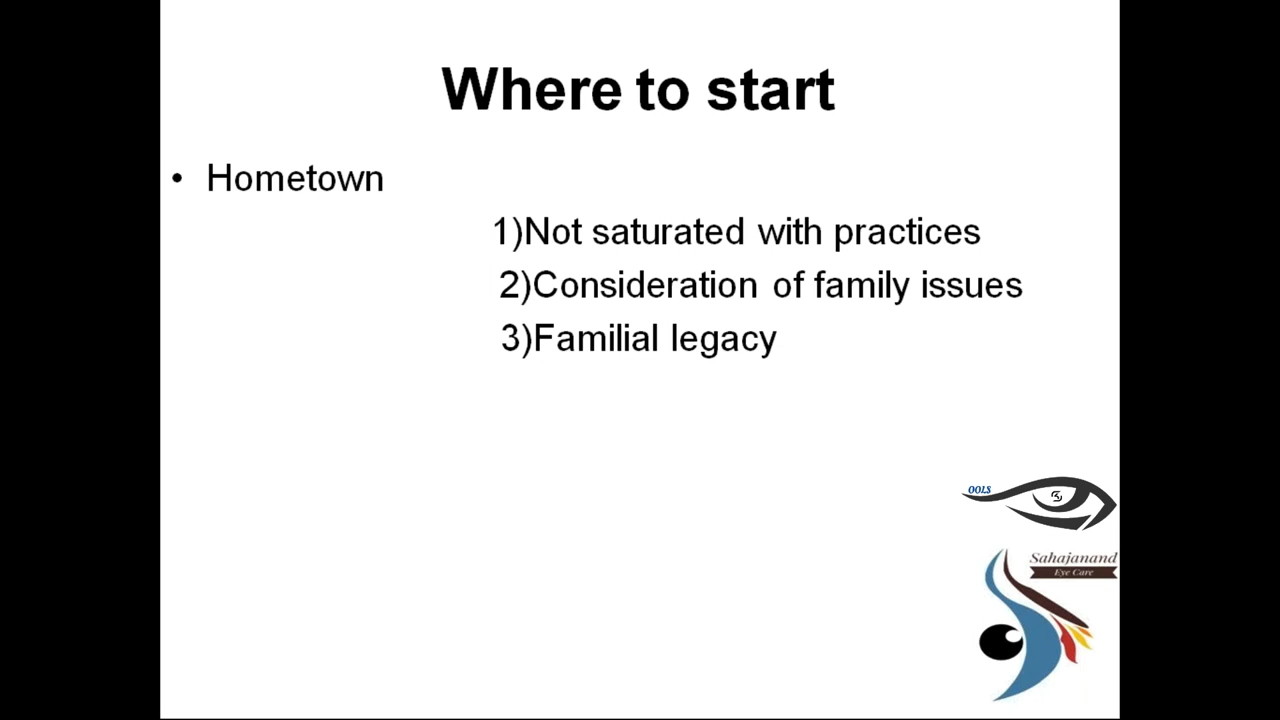 Where to start
• Hometown
1)Not saturated with practices
2)Consideration of family issues
3)Familial legacy
OOLS
Sahajanand
Eye Care